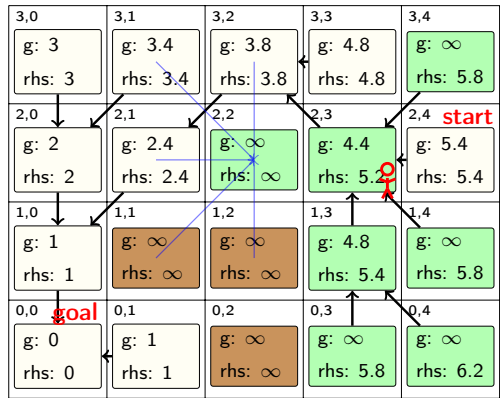 3,0 3,1 3,2 3,3 3,4
g: 3 g: 3.4 g: 3.8 g: 4.8 g: ∞
rhs: 3 rhs: 3.4 rhs: 3.8 rhs: 4.8 rhs: 5.8
2,0 2,1 2,2 2,3 2,4
start
g: 2 g: 2.4 g: ∞ g: 4.4 g: 5.4
rhs: 2 rhs: 2.4 rhs: ∞ rhs: 5.2 rhs: 5.4
1,0 1,1 1,2 1,3 1,4
g: 1 g: ∞ g: ∞ g: 4.8 g: ∞
rhs: 1 rhs: ∞ rhs: ∞ rhs: 5.4 rhs: 5.8
0,0 goal 0,1 0,2 0,3 0,4
g: 0 g: 1 g: ∞ g: ∞ g: ∞
rhs: 0 rhs: 1 rhs: ∞ rhs: 5.8 rhs: 6.2